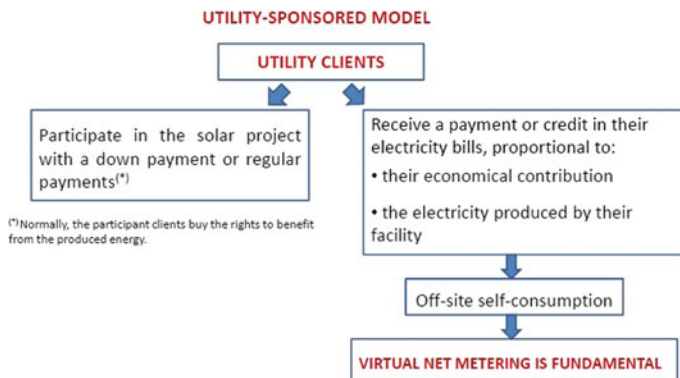 UTILITY-SPONSORED MODEL
UTILITY CLIENTS
Participate in the solar project
with a down payment or regular
payments(*)
(*)Normally, the participant clients buy the rights to benefit
from the produced energy.
Receive a payment or credit in their
electricity bills, proportional to:
• their economical contribution
• the electricity produced by their
facility
Off-site self-consumption
VIRTUAL NET METERING IS FUNDAMENTAL